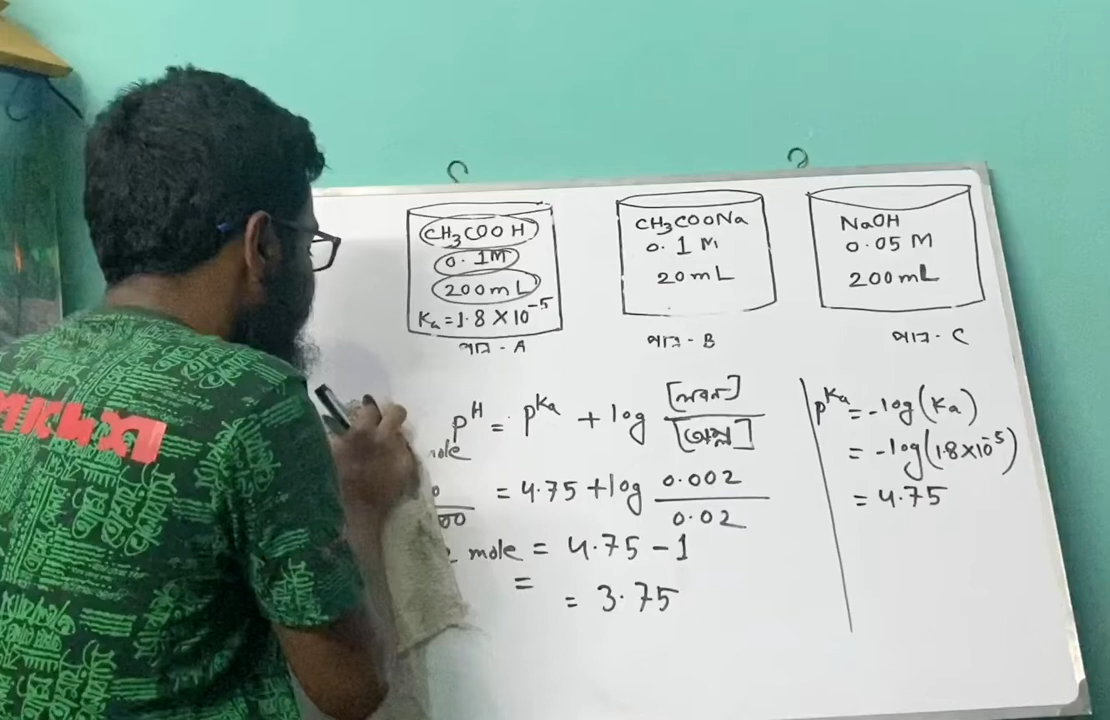 CH₃COOH
0.1M
200mL
Ka = 1.8 × 10⁻⁵
পাত্র - A
CH₃COONa
0.1 M
20mL
পাত্র - B
NaOH
0.05 M
200mL
পাত্র - C
pH = pKa + log [লবণ] / [অম্ল]
= 4.75 + log 0.002 / 0.02
mole = 4.75 - 1
=
= 3.75
pKa = -log(Ka)
= -log(1.8×10⁻⁵)
= 4.75